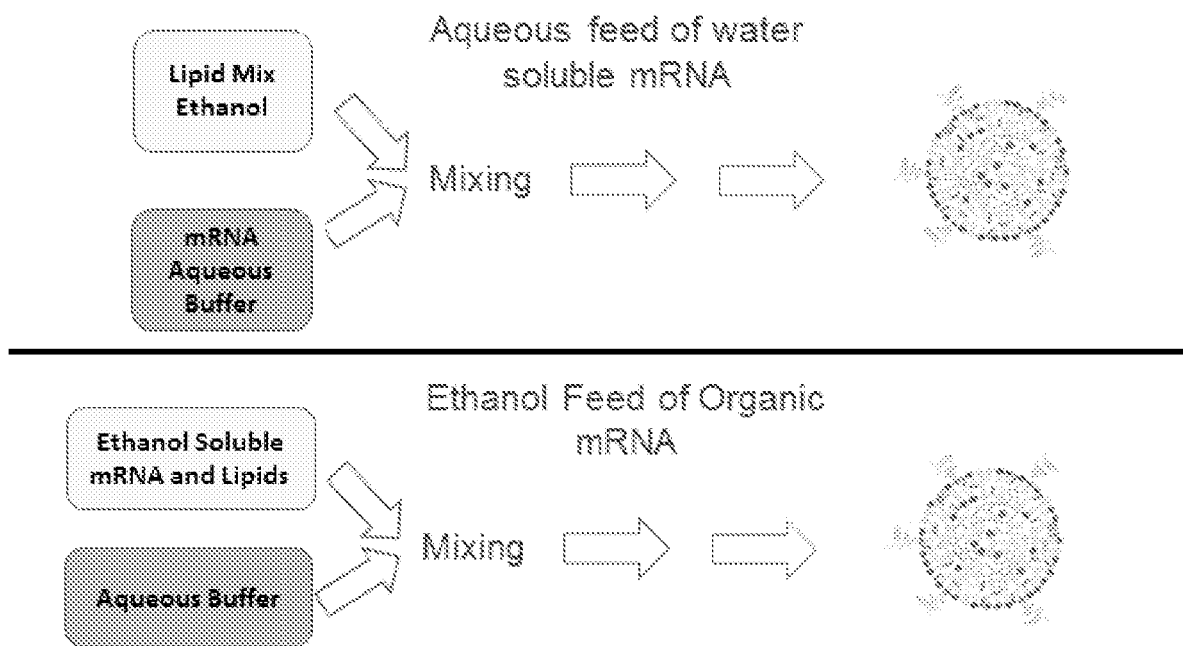 Aqueous feed of water
soluble mRNA
Lipid Mix
Ethanol
Mixing
mRNA
Aqueous
Buffer
Ethanol Feed of Organic
mRNA
Ethanol Soluble
mRNA and Lipids
Mixing
Aqueous Buffer